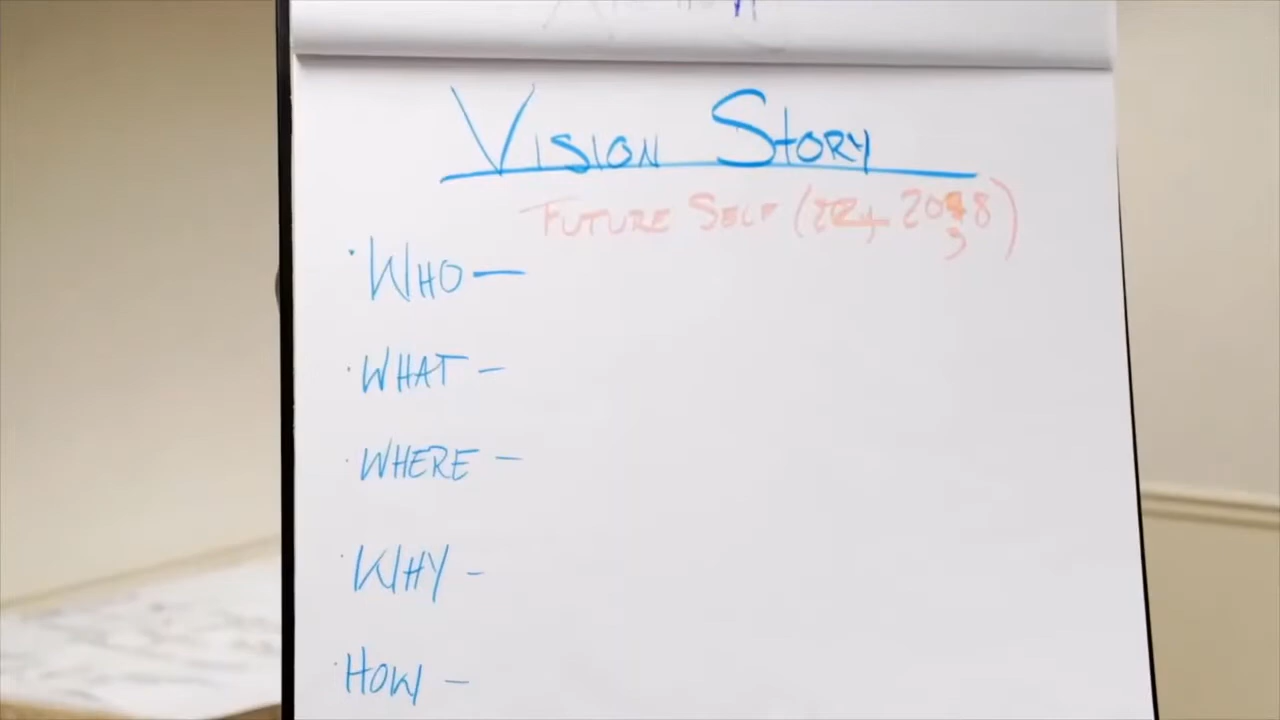 Vision Story
Future Self (
• Who —
• What —
• Where —
• Why -
• How —